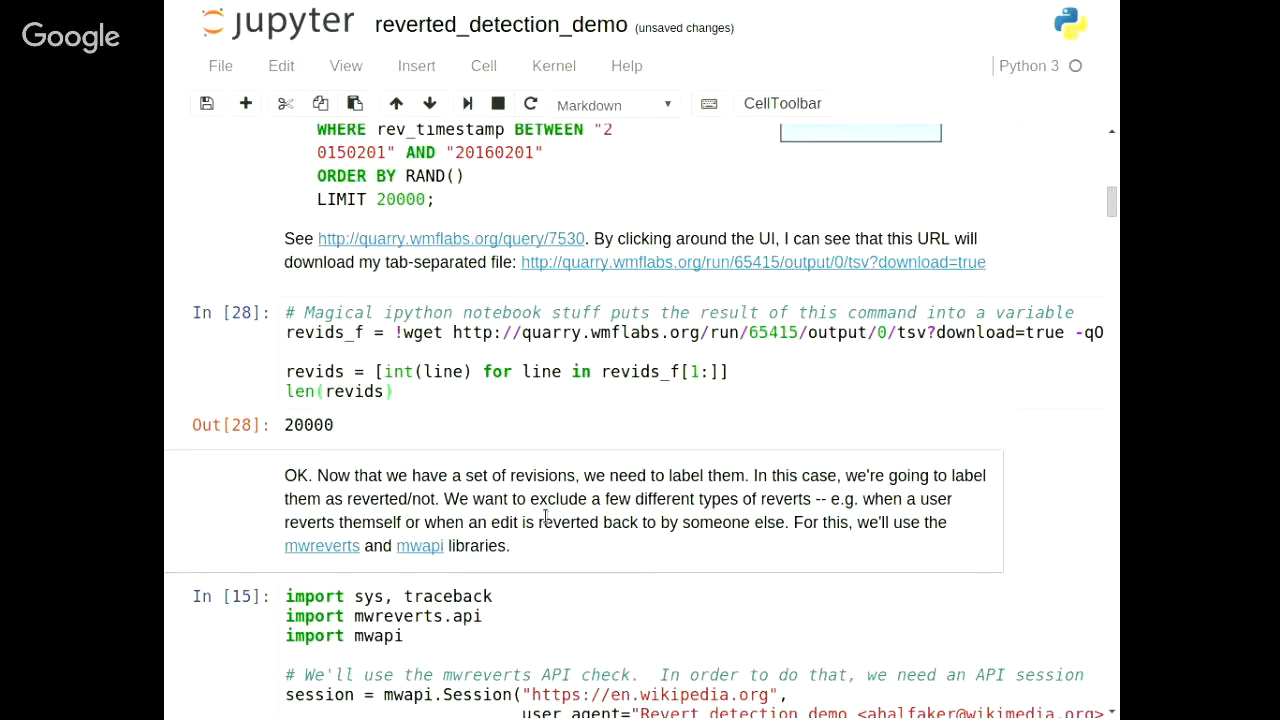 Google
jupyter reverted_detection_demo (unsaved changes)
File Edit View Insert Cell Kernel Help Python 3
Markdown CellToolbar
WHERE rev_timestamp BETWEEN "2
0150201" AND "20160201"
ORDER BY RAND()
LIMIT 20000;
See http://quarry.wmflabs.org/query/7530. By clicking around the UI, I can see that this URL will
download my tab-separated file: http://quarry.wmflabs.org/run/65415/output/0/tsv?download=true
In [28]: # Magical ipython notebook stuff puts the result of this command into a variable
revids_f = !wget http://quarry.wmflabs.org/run/65415/output/0/tsv?download=true -qO
revids = [int(line) for line in revids_f[1:]]
len(revids)
Out[28]: 20000
OK. Now that we have a set of revisions, we need to label them. In this case, we're going to label
them as reverted/not. We want to exclude a few different types of reverts -- e.g. when a user
reverts themself or when an edit is reverted back to by someone else. For this, we'll use the
mwreverts and mwapi libraries.
In [15]: import sys, traceback
import mwreverts.api
import mwapi
# We'll use the mwreverts API check. In order to do that, we need an API session
session = mwapi.Session("https://en.wikipedia.org",
user_agent="Revert detection demo <ahalfaker@wikimedia.org>